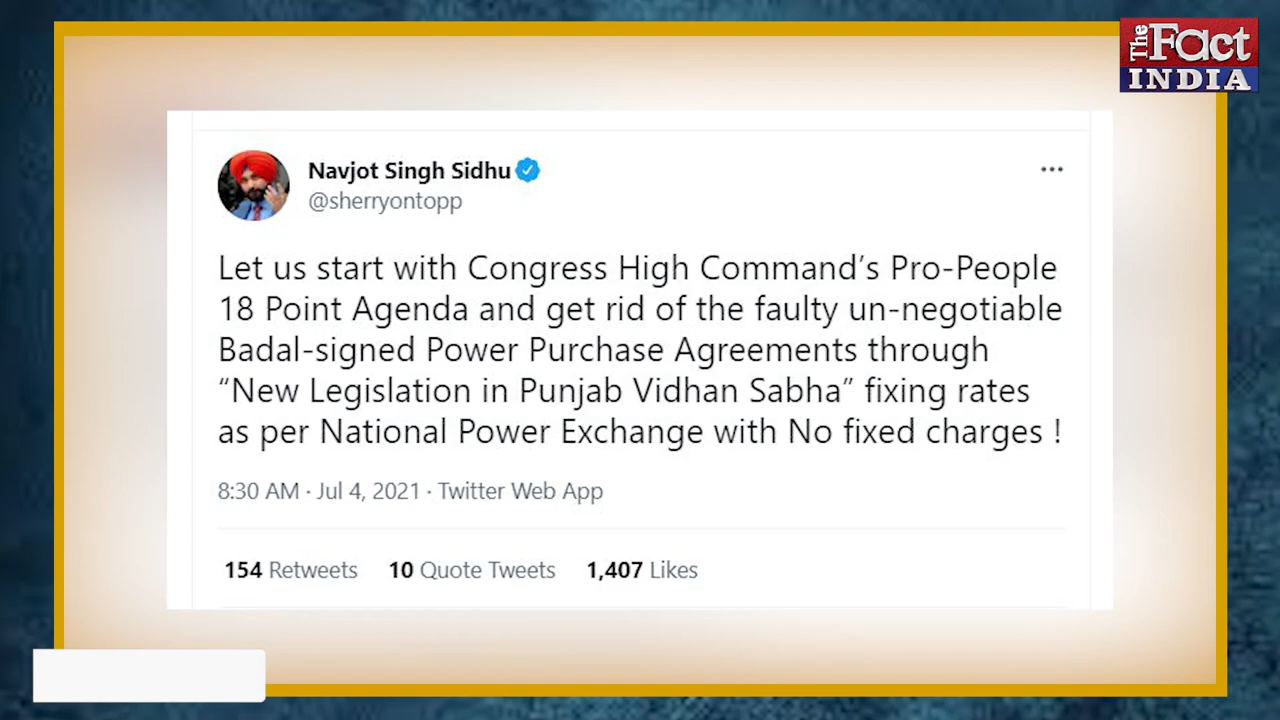 The Fact
INDIA
Navjot Singh Sidhu
@sherryontopp
Let us start with Congress High Command’s Pro-People
18 Point Agenda and get rid of the faulty un-negotiable
Badal-signed Power Purchase Agreements through
“New Legislation in Punjab Vidhan Sabha” fixing rates
as per National Power Exchange with No fixed charges !
8:30 AM · Jul 4, 2021 · Twitter Web App
154 Retweets 10 Quote Tweets 1,407 Likes